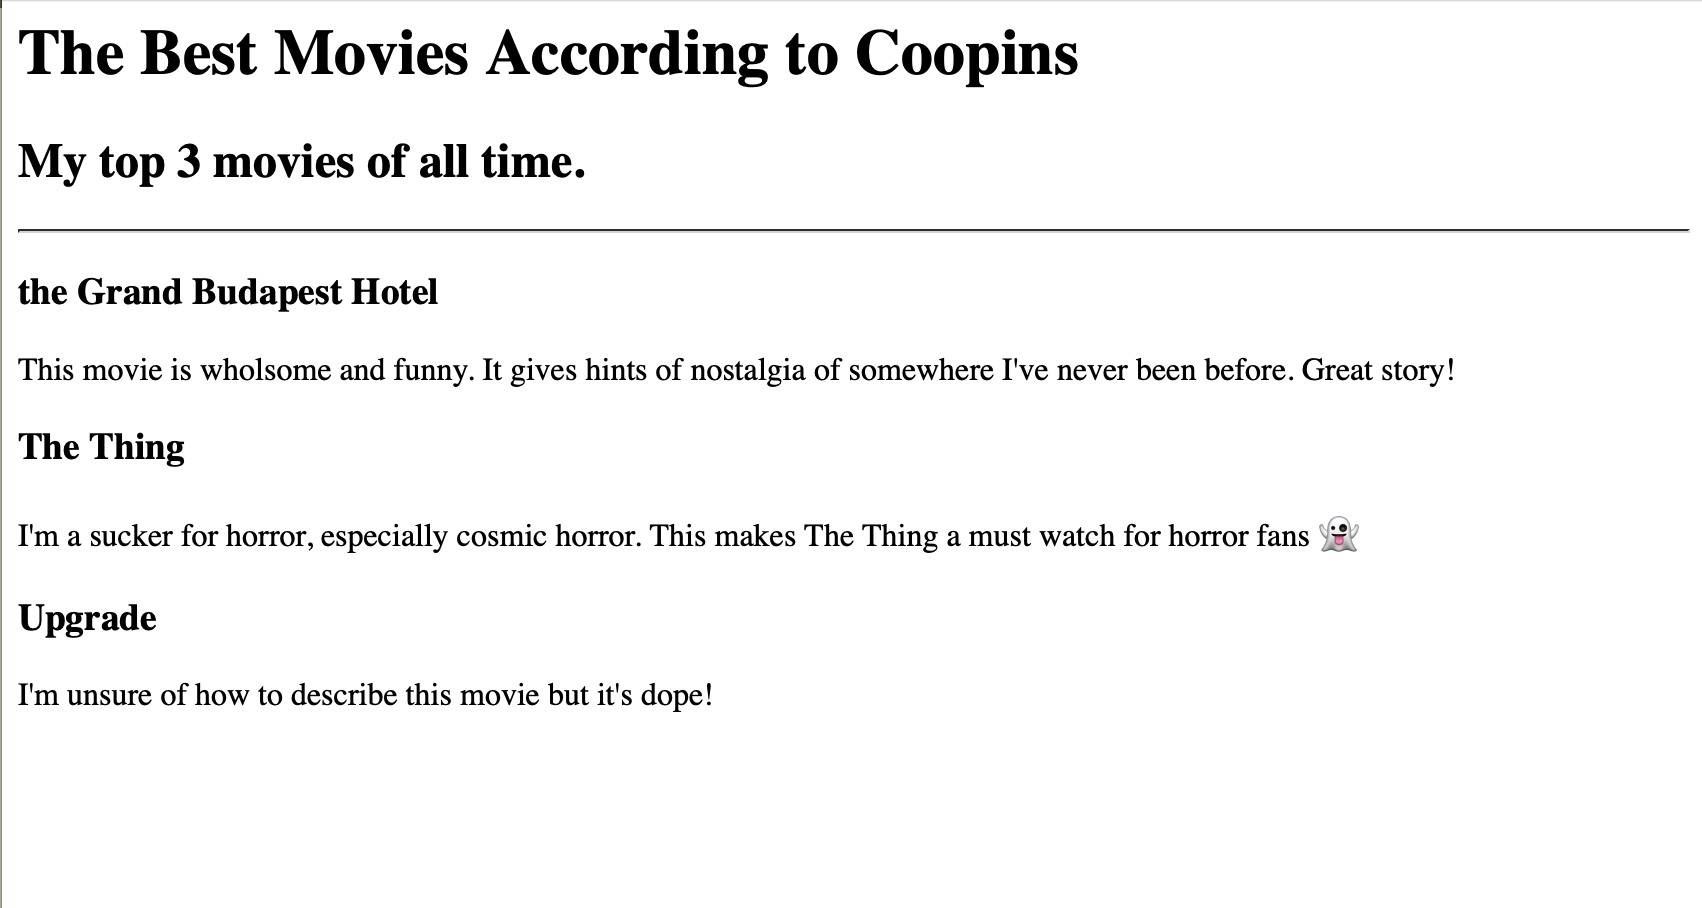 The Best Movies According to Coopins
My top 3 movies of all time.
the Grand Budapest Hotel
This movie is wholsome and funny. It gives hints of nostalgia of somewhere I've never been before. Great story!
The Thing
I'm a sucker for horror, especially cosmic horror. This makes The Thing a must watch for horror fans 👻
Upgrade
I'm unsure of how to describe this movie but it's dope!